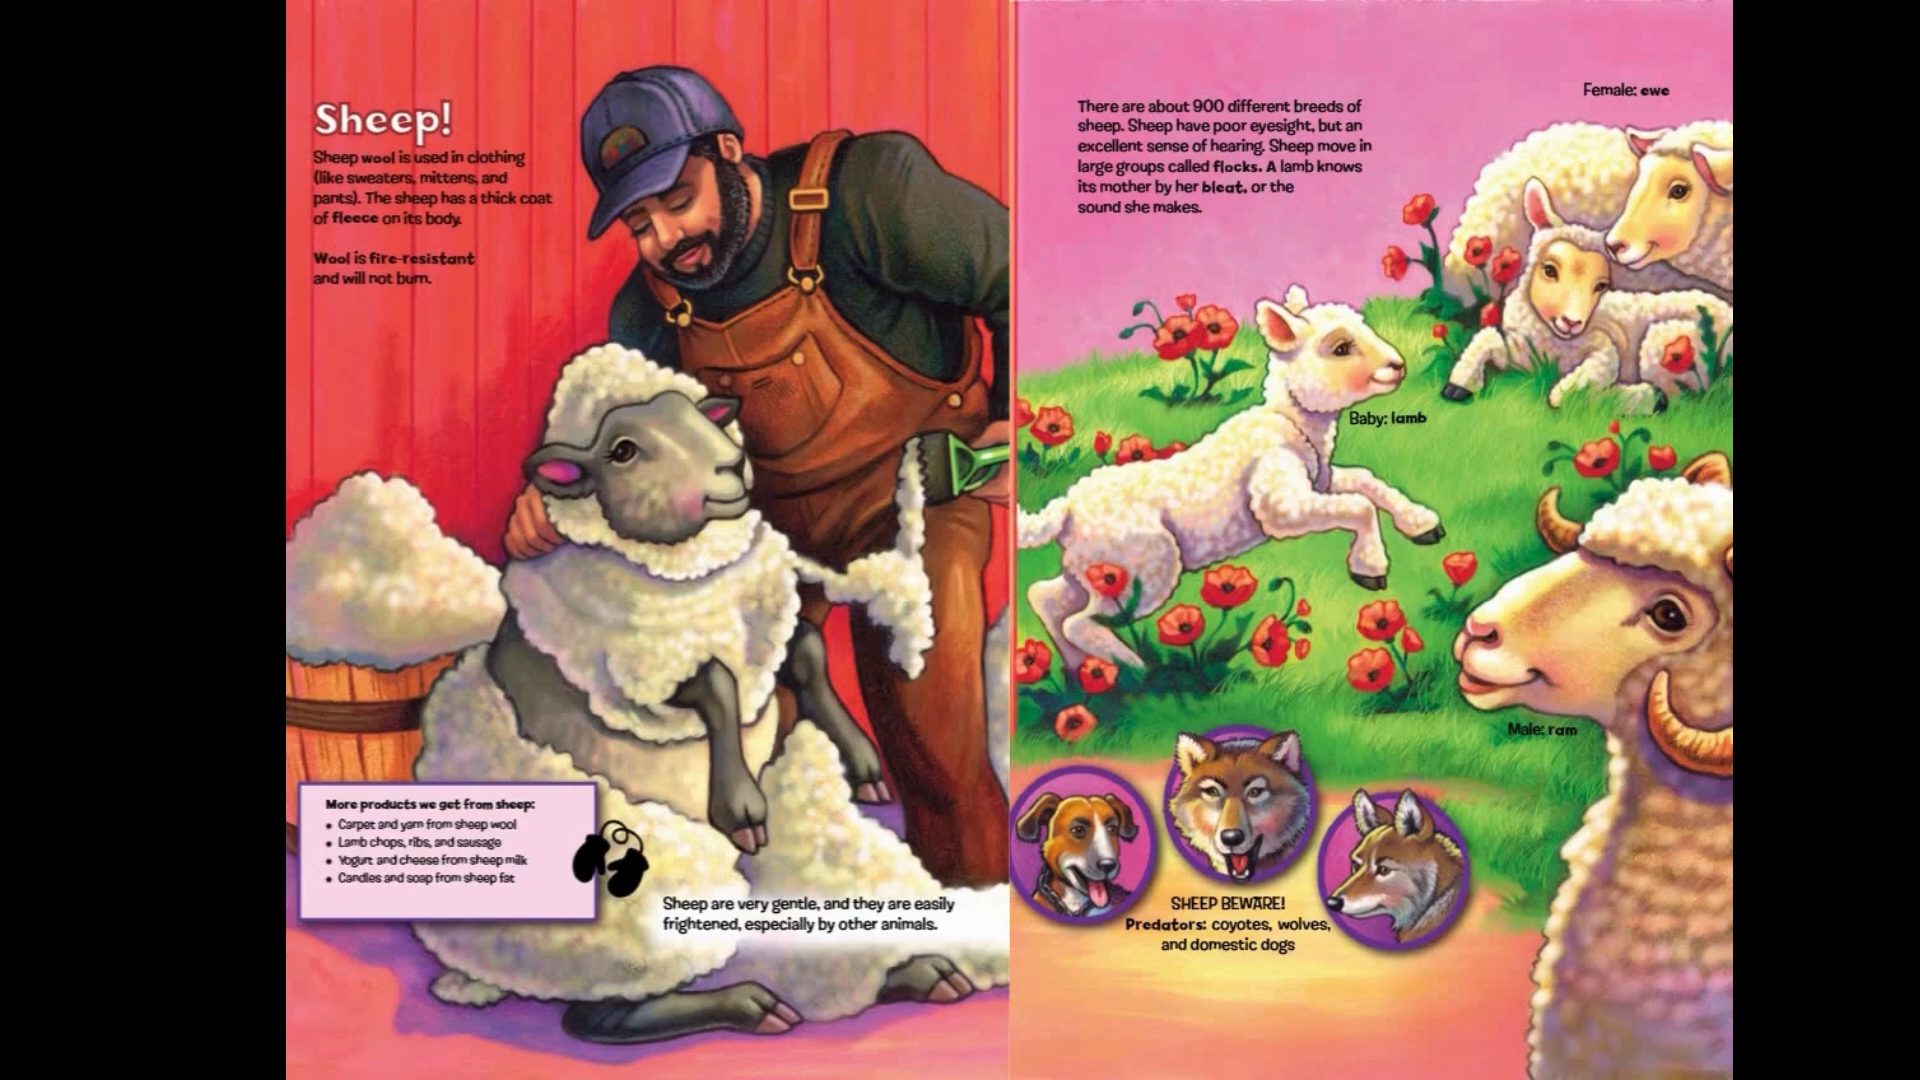 Sheep!
Sheep wool is used in clothing
(like sweaters, mittens, and
pants). The sheep has a thick coat
of fleece on its body.
Wool is fire-resistant
and will not burn.
More products we get from sheep:
• Carpet and yarn from sheep wool
• Lamb chops, ribs, and sausage
• Yogurt and cheese from sheep milk
• Candles and soap from sheep fat
Sheep are very gentle, and they are easily
frightened, especially by other animals.
There are about 900 different breeds of
sheep. Sheep have poor eyesight, but an
excellent sense of hearing. Sheep move in
large groups called flocks. A lamb knows
its mother by her bleat, or the
sound she makes.
Female: ewe
Baby: lamb
Male: ram
SHEEP BEWARE!
Predators: coyotes, wolves,
and domestic dogs